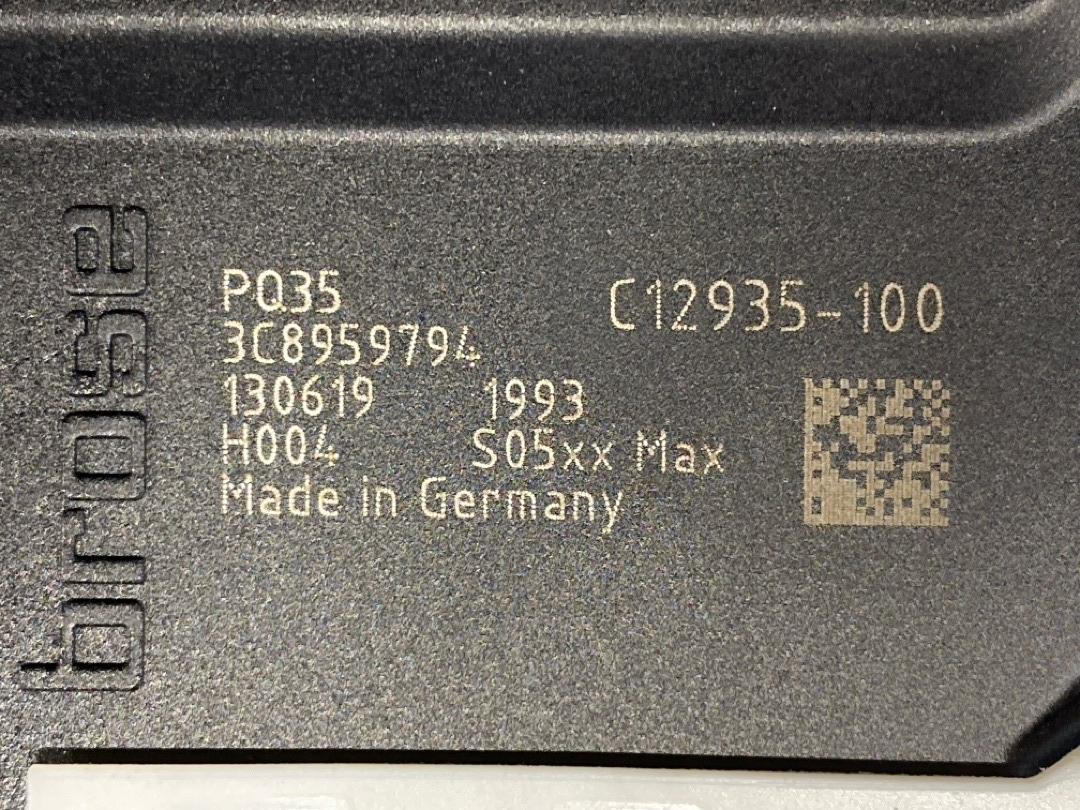 brose
PQ35
3C8959794
130619 1993
H004 S05xx Max
Made in Germany
C12935-100